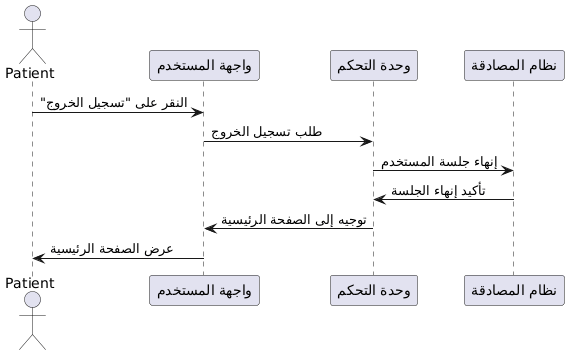 Patient
واجهة المستخدم
وحدة التحكم
نظام المصادقة
النقر على "تسجيل الخروج"
طلب تسجيل الخروج
إنهاء جلسة المستخدم
تأكيد إنهاء الجلسة
توجيه إلى الصفحة الرئيسية
عرض الصفحة الرئيسية
Patient
واجهة المستخدم
وحدة التحكم
نظام المصادقة